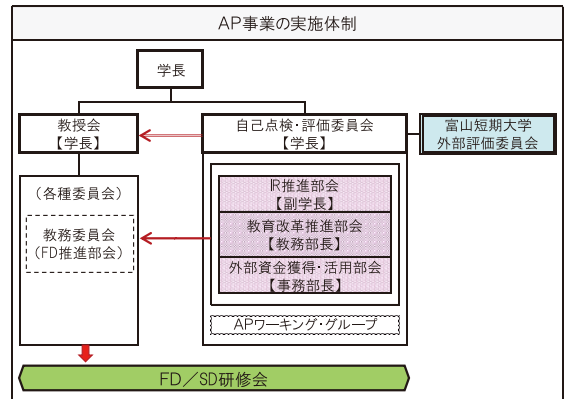 AP事業の実施体制
学長
教授会
【学長】
自己点検・評価委員会
【学長】
富山短期大学
外部評価委員会
(各種委員会)
教務委員会
(FD推進部会)
IR推進部会
【副学長】
教育改革推進部会
【教務部長】
外部資金獲得・活用部会
【事務部長】
APワーキング・グループ
FD/SD研修会